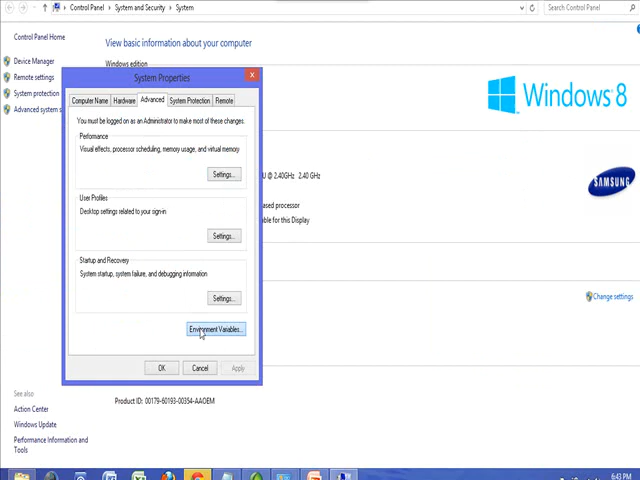 Control Panel
System and Security
System
Search Control Panel
Control Panel Home
View basic information about your computer
Windows edition
Device Manager
Remote settings
System protection
Advanced system s
System Properties
Computer Name
Hardware
Advanced
System Protection
Remote
You must be logged on as an Administrator to make most of these changes.
Performance
Visual effects, processor scheduling, memory usage, and virtual memory
Settings...
User Profiles
Desktop settings related to your sign-in
Settings...
Startup and Recovery
System startup, system failure, and debugging information
Settings...
Environment Variables...
OK
Cancel
Apply
Windows 8
U @ 2.40GHz 2.40 GHz
SAMSUNG
ased processor
able for this Display
Change settings
See also
Action Center
Windows Update
Performance Information and
Tools
Product ID: 00179-60193-00354-AAOEM
6:43 PM